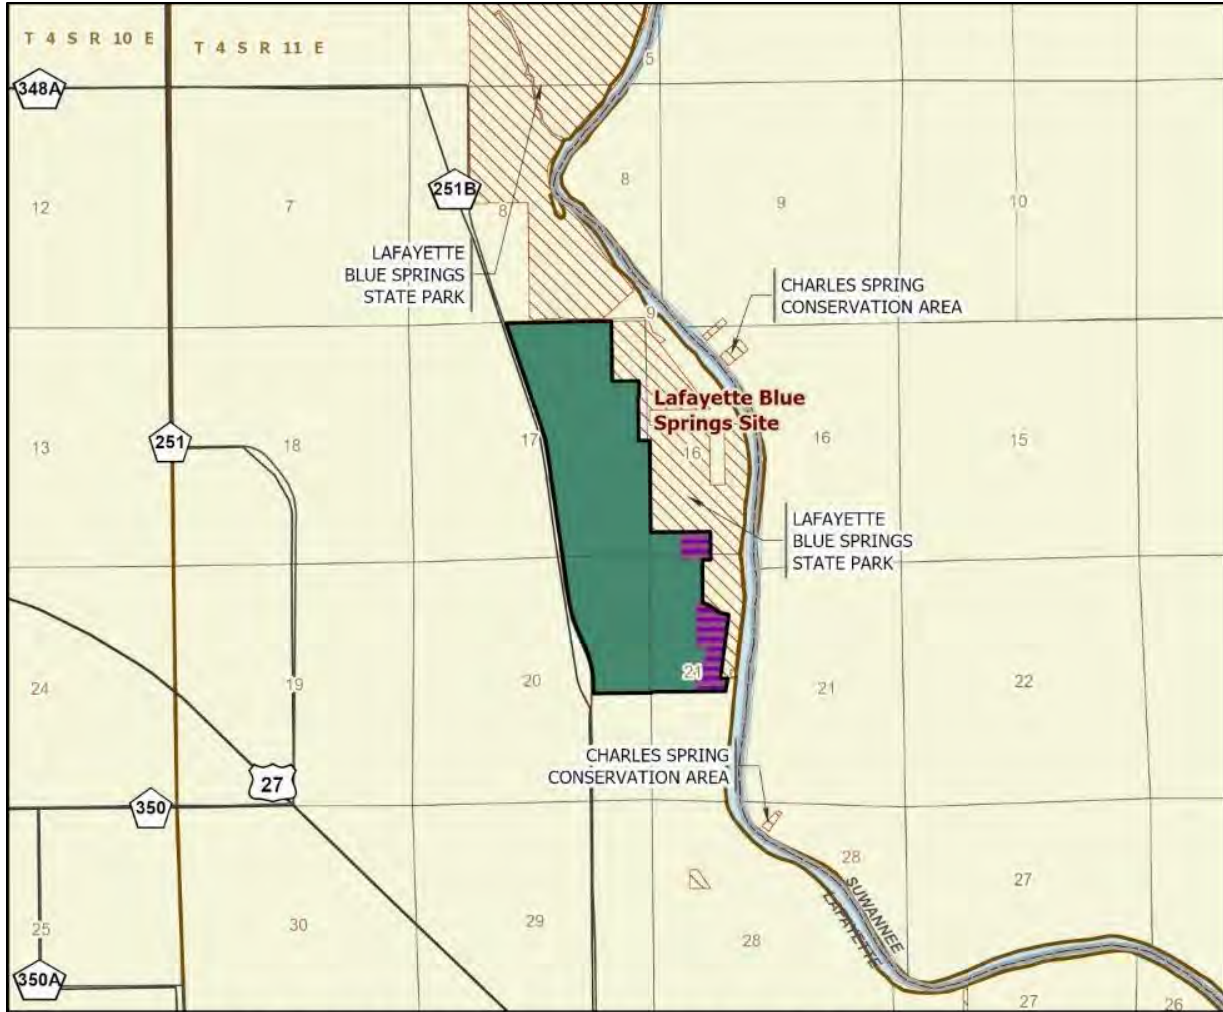 T 4 S R 10 E
T 4 S R 11 E
5
348A
251B
8
12
7
8
9
10
LAFAYETTE
BLUE SPRINGS
STATE PARK
CHARLES SPRING
CONSERVATION AREA
9
Lafayette Blue
Springs Site
251
13
18
17
16
16
15
LAFAYETTE
BLUE SPRINGS
STATE PARK
24
19
20
21
21
22
CHARLES SPRING
CONSERVATION AREA
27
350
28
27
SUWANNEE
LAFAYETTE
25
30
29
28
350A
27
26